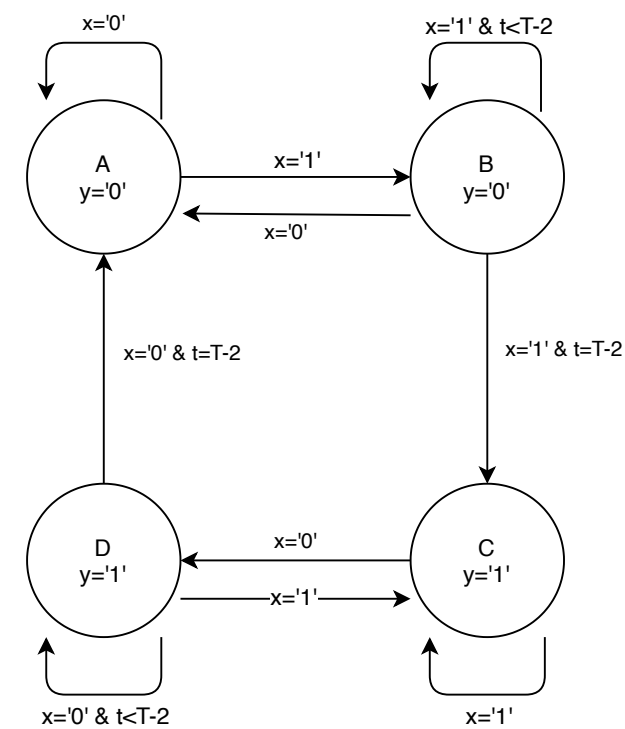 x='0'
x='1' & t<T-2
A
y='0'
B
y='0'
x='1'
x='0'
x='0' & t=T-2
x='1' & t=T-2
D
y='1'
C
y='1'
x='0'
x='1'
x='0' & t<T-2
x='1'